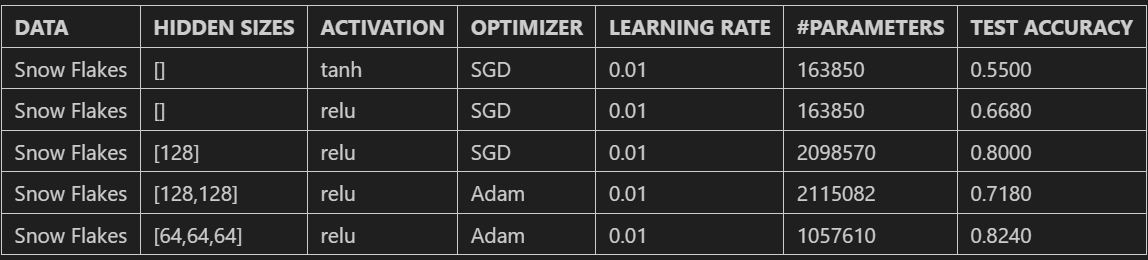 DATA HIDDEN SIZES ACTIVATION OPTIMIZER LEARNING RATE #PARAMETERS TEST ACCURACY
Snow Flakes [] tanh SGD 0.01 163850 0.5500
Snow Flakes [] relu SGD 0.01 163850 0.6680
Snow Flakes [128] relu SGD 0.01 2098570 0.8000
Snow Flakes [128,128] relu Adam 0.01 2115082 0.7180
Snow Flakes [64,64,64] relu Adam 0.01 1057610 0.8240